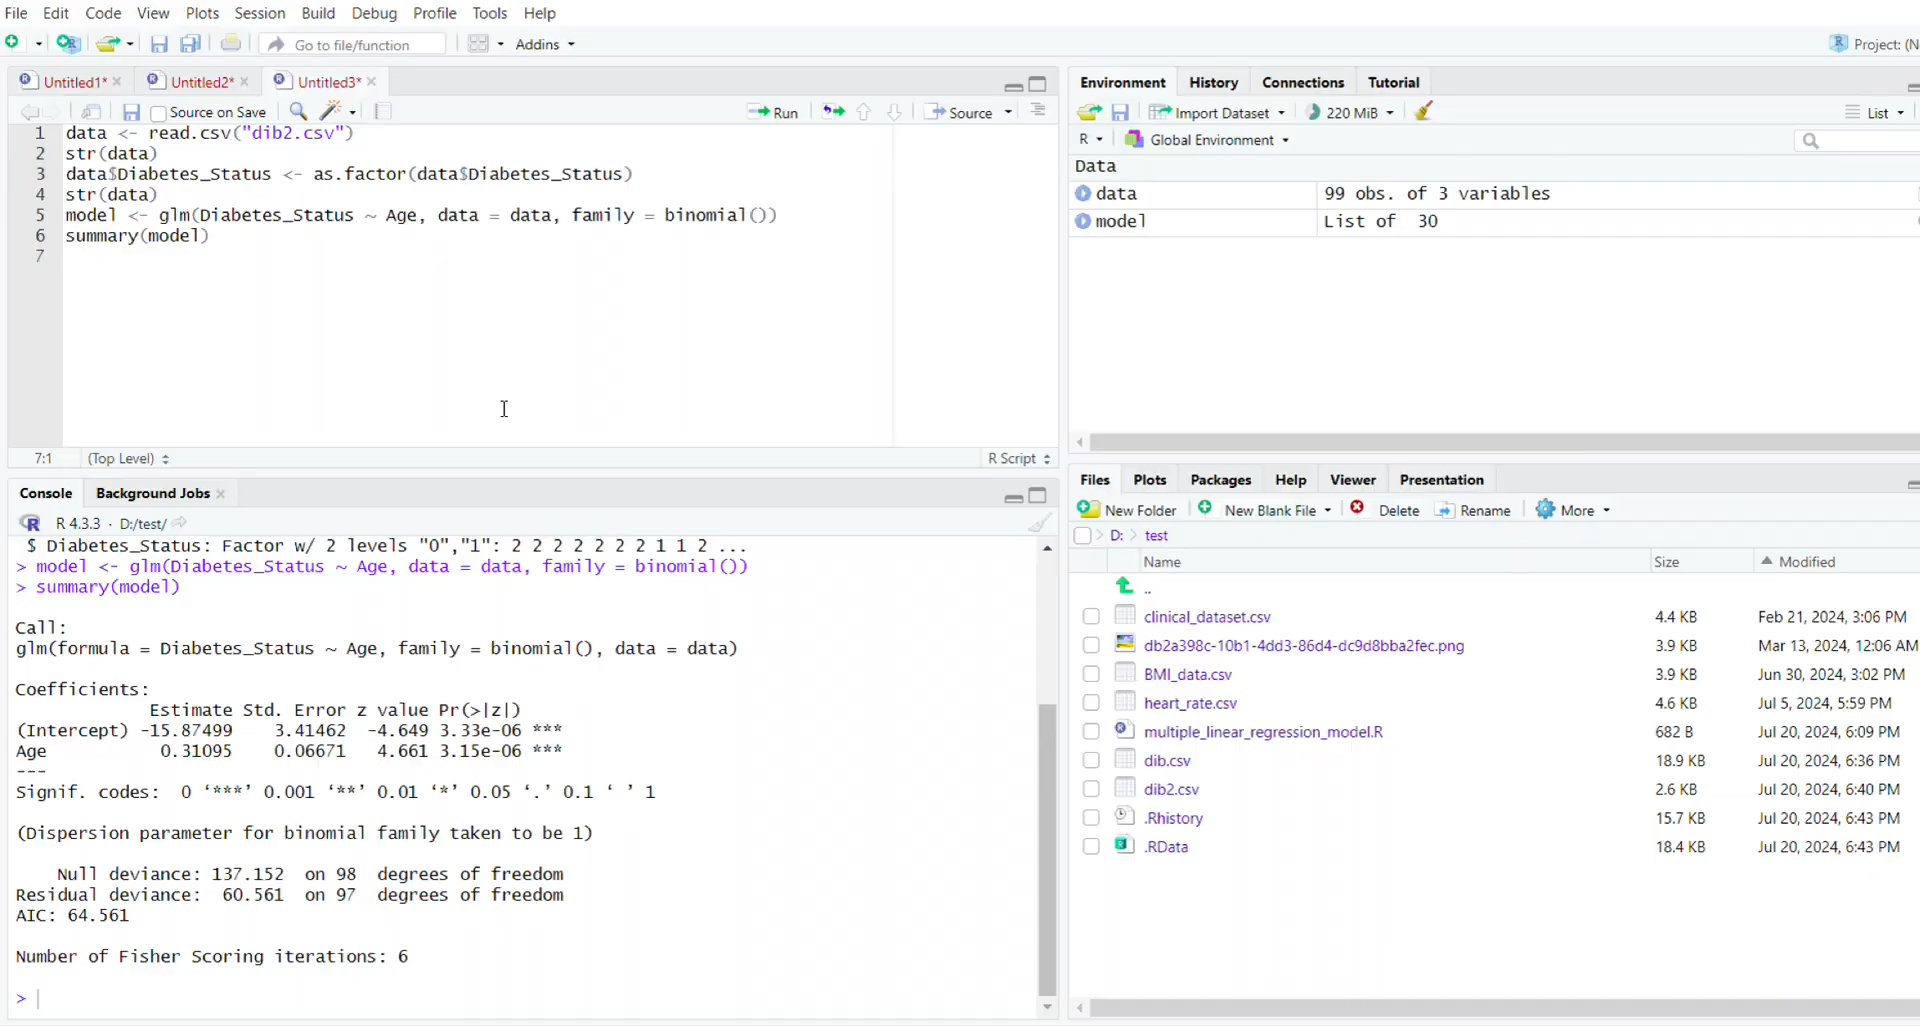 File Edit Code View Plots Session Build Debug Profile Tools Help
Go to file/function Addins Project: (N
Untitled1* Untitled2* Untitled3*
Source on Save Run Source
1 data <- read.csv("dib2.csv")
2 str(data)
3 data$Diabetes_Status <- as.factor(data$Diabetes_Status)
4 str(data)
5 model <- glm(Diabetes_Status ~ Age, data = data, family = binomial())
6 summary(model)
7
7:1 (Top Level) R Script
Console Background Jobs
R 4.3.3 · D:/test/
$ Diabetes_Status: Factor w/ 2 levels "0","1": 2 2 2 2 2 2 2 1 1 2 ...
> model <- glm(Diabetes_Status ~ Age, data = data, family = binomial())
> summary(model)
Call:
glm(formula = Diabetes_Status ~ Age, family = binomial(), data = data)
Coefficients:
Estimate Std. Error z value Pr(>|z|)
(Intercept) -15.87499 3.41462 -4.649 3.33e-06 ***
Age 0.31095 0.06671 4.661 3.15e-06 ***
---
Signif. codes: 0 ‘***’ 0.001 ‘**’ 0.01 ‘*’ 0.05 ‘.’ 0.1 ‘ ’ 1
(Dispersion parameter for binomial family taken to be 1)
Null deviance: 137.152 on 98 degrees of freedom
Residual deviance: 60.561 on 97 degrees of freedom
AIC: 64.561
Number of Fisher Scoring iterations: 6
>
Environment History Connections Tutorial
Import Dataset 220 MiB List
R Global Environment
Data
data 99 obs. of 3 variables
model List of 30
Files Plots Packages Help Viewer Presentation
New Folder New Blank File Delete Rename More
D: test
Name Size Modified
..
clinical_dataset.csv 4.4 KB Feb 21, 2024, 3:06 PM
db2a398c-10b1-4dd3-86d4-dc9d8bba2fec.png 3.9 KB Mar 13, 2024, 12:06 AM
BMI_data.csv 3.9 KB Jun 30, 2024, 3:02 PM
heart_rate.csv 4.6 KB Jul 5, 2024, 5:59 PM
multiple_linear_regression_model.R 682 B Jul 20, 2024, 6:09 PM
dib.csv 18.9 KB Jul 20, 2024, 6:36 PM
dib2.csv 2.6 KB Jul 20, 2024, 6:40 PM
.Rhistory 15.7 KB Jul 20, 2024, 6:43 PM
.RData 18.4 KB Jul 20, 2024, 6:43 PM